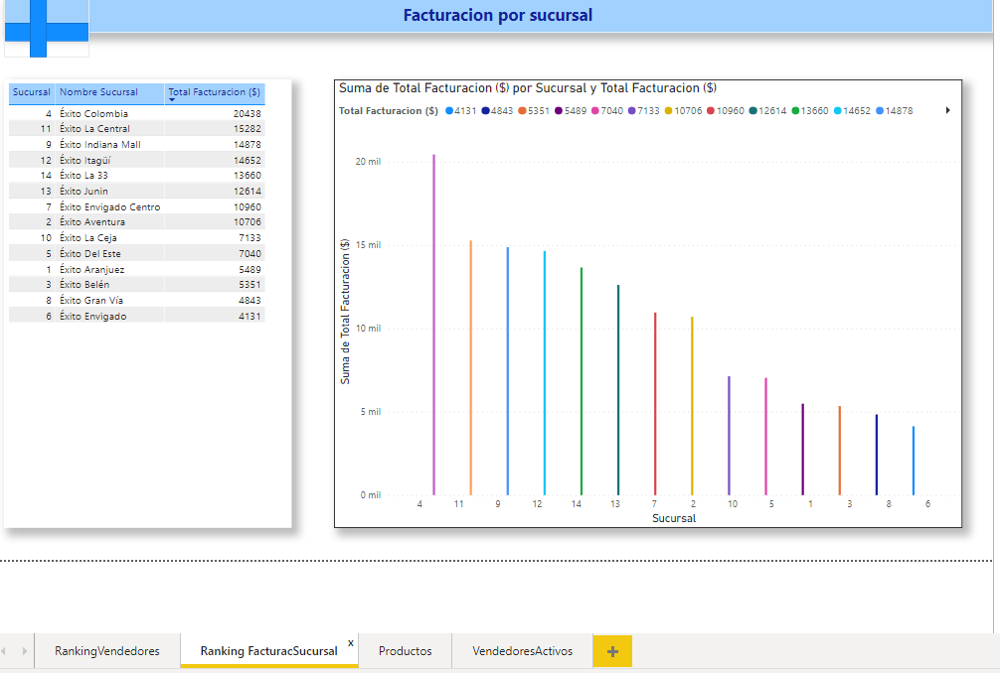 Facturacion por sucursal
Sucursal Nombre Sucursal Total Facturacion ($)
4 Éxito Colombia 20438
11 Éxito La Central 15282
9 Éxito Indiana Mall 14878
12 Éxito Itagüí 14652
14 Éxito La 33 13660
13 Éxito Junin 12614
7 Éxito Envigado Centro 10960
2 Éxito Aventura 10706
10 Éxito La Ceja 7133
5 Éxito Del Este 7040
1 Éxito Aranjuez 5489
3 Éxito Belén 5351
8 Éxito Gran Vía 4843
6 Éxito Envigado 4131
Suma de Total Facturacion ($) por Sucursal y Total Facturacion ($)
Total Facturacion ($) 4131 4843 5351 5489 7040 7133 10706 10960 12614 13660 14652 14878
Suma de Total Facturacion ($)
20 mil
15 mil
10 mil
5 mil
0 mil
4 11 9 12 14 13 7 2 10 5 1 3 8 6
Sucursal
RankingVendedores Ranking FacturacSucursal x Productos VendedoresActivos +